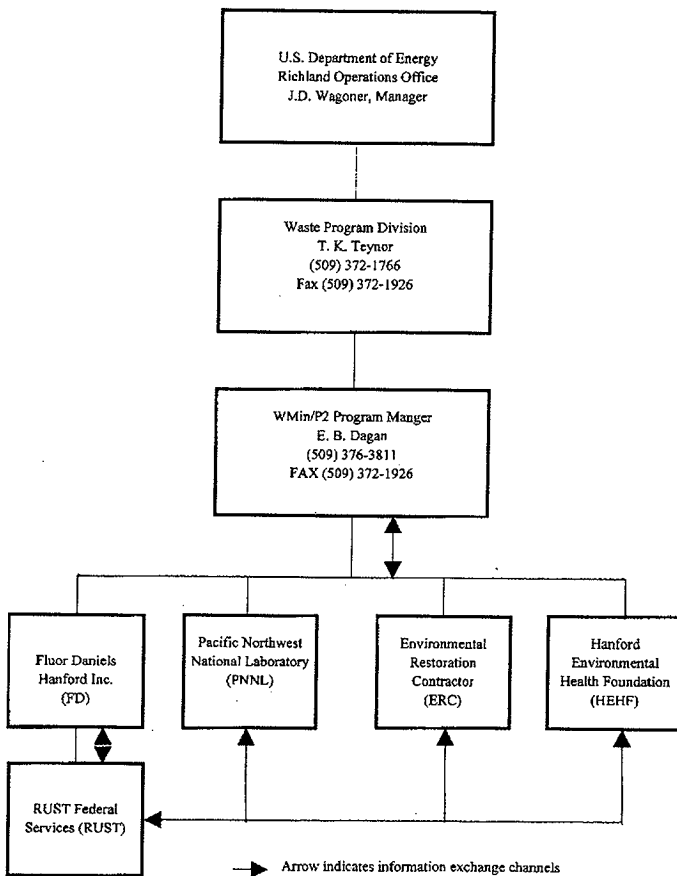 U.S. Department of Energy
Richland Operations Office
J.D. Wagoner, Manager
Waste Program Division
T. K. Teynor
(509) 372-1766
Fax (509) 372-1926
WMin/P2 Program Manger
E. B. Dagan
(509) 376-3811
FAX (509) 372-1926
Fluor Daniels
Hanford Inc.
(FD)
Pacific Northwest
National Laboratory
(PNNL)
Environmental
Restoration
Contractor
(ERC)
Hanford
Environmental
Health Foundation
(HEHF)
RUST Federal
Services (RUST)
Arrow indicates information exchange channels